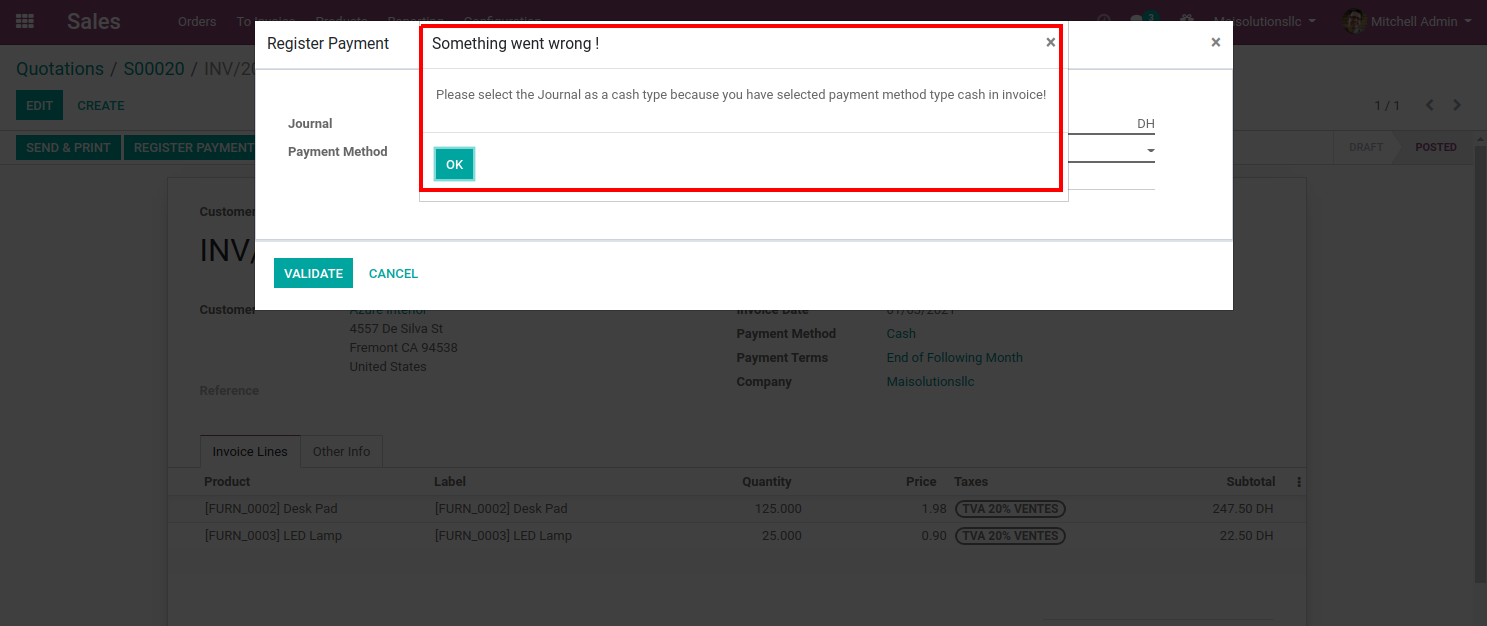 Sales Orders To Invoice Products Reporting Configuration 3 Maisolutionsllc Mitchell Admin
Register Payment
Something went wrong !
×
×
Quotations / S00020 / INV/20
EDIT CREATE
1 / 1
Please select the Journal as a cash type because you have selected payment method type cash in invoice!
Journal
DH
Payment Method
SEND & PRINT REGISTER PAYMENT
DRAFT POSTED
OK
Customer
INV/
VALIDATE CANCEL
Customer Azure Interior
4557 De Silva St
Fremont CA 94538
United States
Reference
Invoice Date 01/05/2021
Payment Method Cash
Payment Terms End of Following Month
Company Maisolutionsllc
Invoice Lines Other Info
Product Label Quantity Price Taxes Subtotal
[FURN_0002] Desk Pad [FURN_0002] Desk Pad 125.000 1.98 TVA 20% VENTES 247.50 DH
[FURN_0003] LED Lamp [FURN_0003] LED Lamp 25.000 0.90 TVA 20% VENTES 22.50 DH